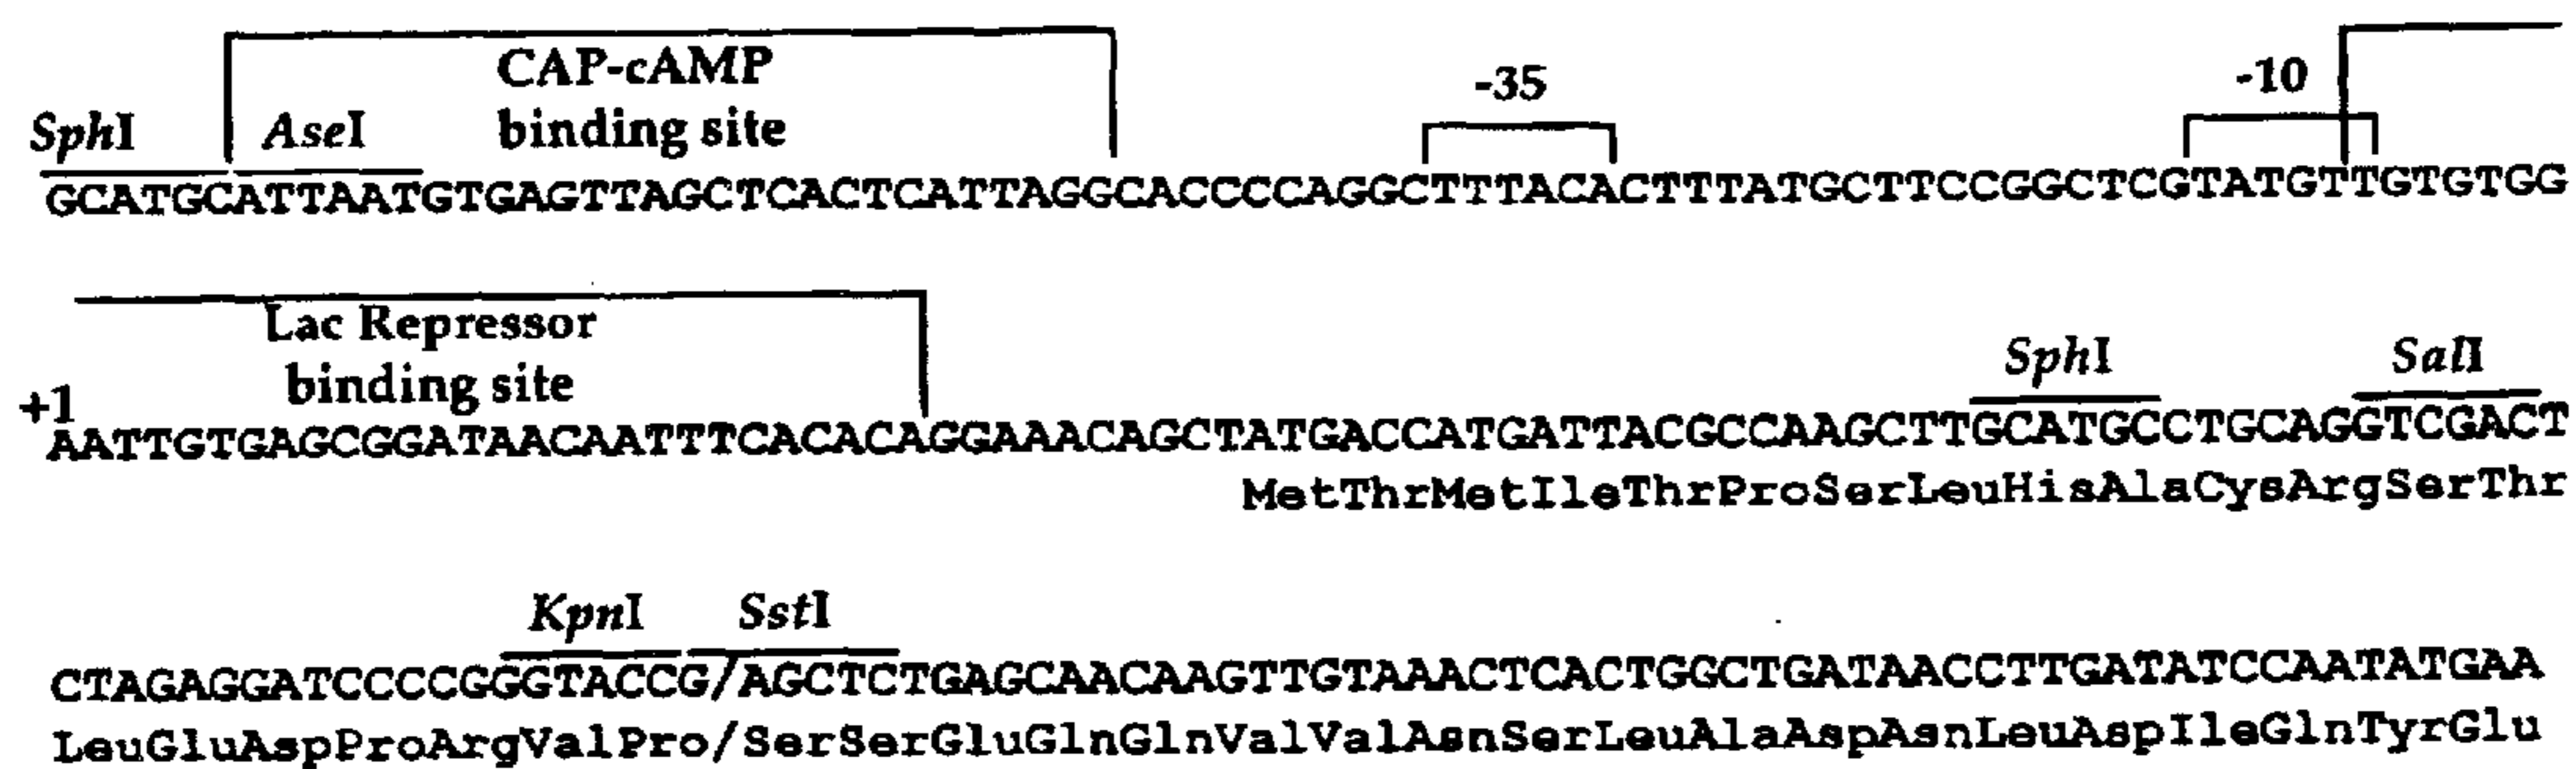 CAP-cAMP
-35
-10
SphI AseI binding site
GCATGCATTAATGTGAGTTAGCTCACTCATTAGGCACCCCAGGCTTTACACTTTATGCTTCCGGCTCGTATGTTGTGTGG
Lac Repressor
binding site
SphI SalI
+1
AATTGTGAGCGGATAACAATTTCACACAGGAAACAGCTATGACCATGATTACGCCAAGCTTGCATGCCTGCAGGTCGACT
MetThrMetIleThrProSerLeuHisAlaCysArgSerThr
KpnI SstI
CTAGAGGATCCCCGGGTACCG/AGCTCTGAGCAACAAGTTGTAAACTCACTGGCTGATAACCTTGATATCCAATATGAA
LeuGluAspProArgValPro/SerSerGluGlnGlnValValAsnSerLeuAlaAspAsnLeuAspIleGlnTyrGlu